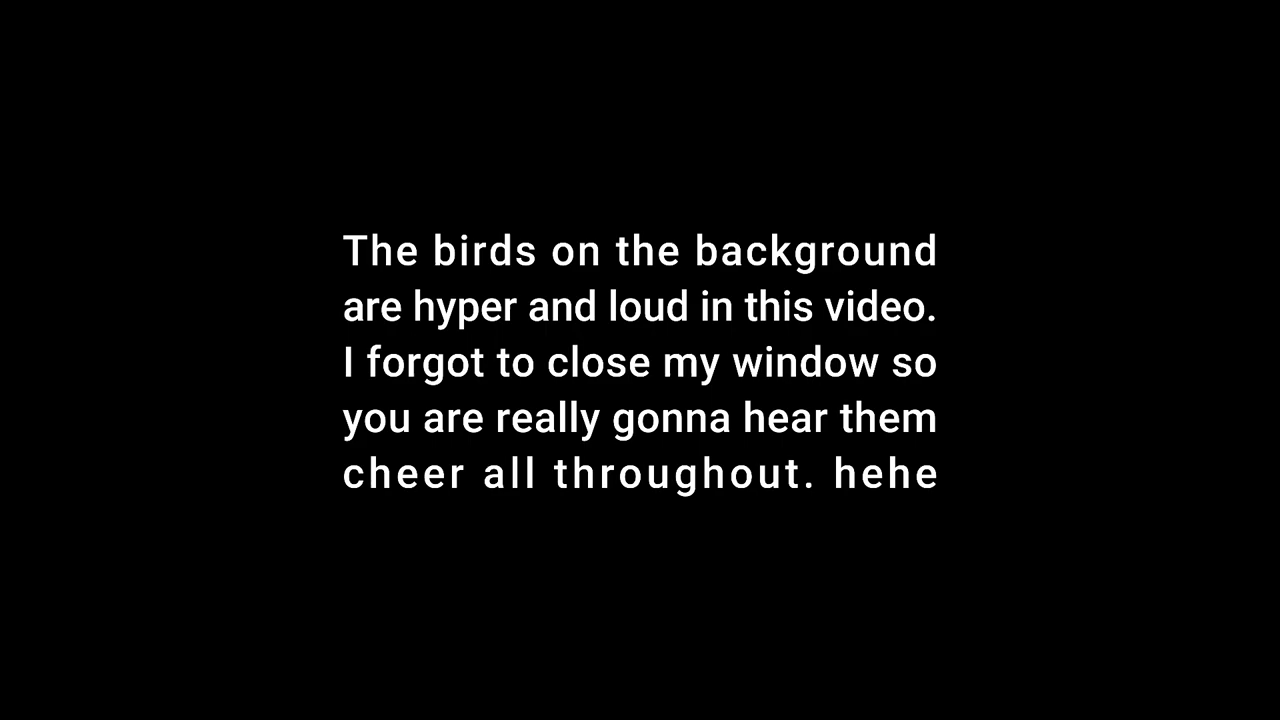 The birds on the background
are hyper and loud in this video.
I forgot to close my window so
you are really gonna hear them
cheer all throughout. hehe